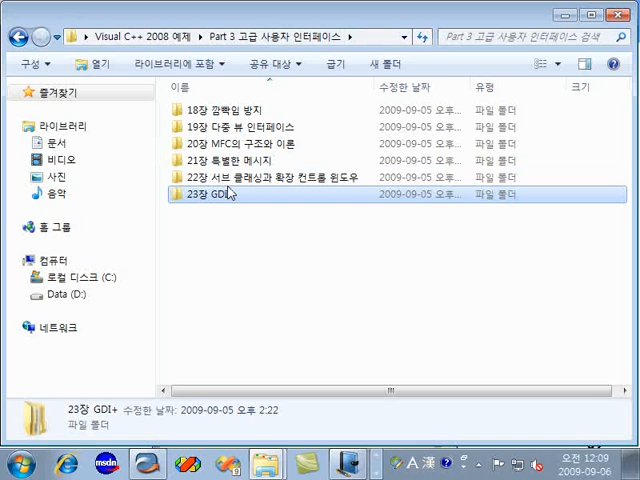 Visual C++ 2008 예제 ▸ Part 3 고급 사용자 인터페이스 ▸
Part 3 고급 사용자 인터페이스 검색
구성 열기 라이브러리에 포함 공유 대상 굽기 새 폴더
이름 수정한 날짜 유형 크기
18장 깜빡임 방지 2009-09-05 오후... 파일 폴더
19장 다중 뷰 인터페이스 2009-09-05 오후... 파일 폴더
20장 MFC의 구조와 이론 2009-09-05 오후... 파일 폴더
21장 특별한 메시지 2009-09-05 오후... 파일 폴더
22장 서브 클래싱과 확장 컨트롤 윈도우 2009-09-05 오후... 파일 폴더
23장 GDI 2009-09-05 오후... 파일 폴더
즐겨찾기
라이브러리
문서
비디오
사진
음악
홈 그룹
컴퓨터
로컬 디스크 (C:)
Data (D:)
네트워크
23장 GDI+ 수정한 날짜: 2009-09-05 오후 2:22
파일 폴더
msdn
A 漢
오전 12:09
2009-09-06